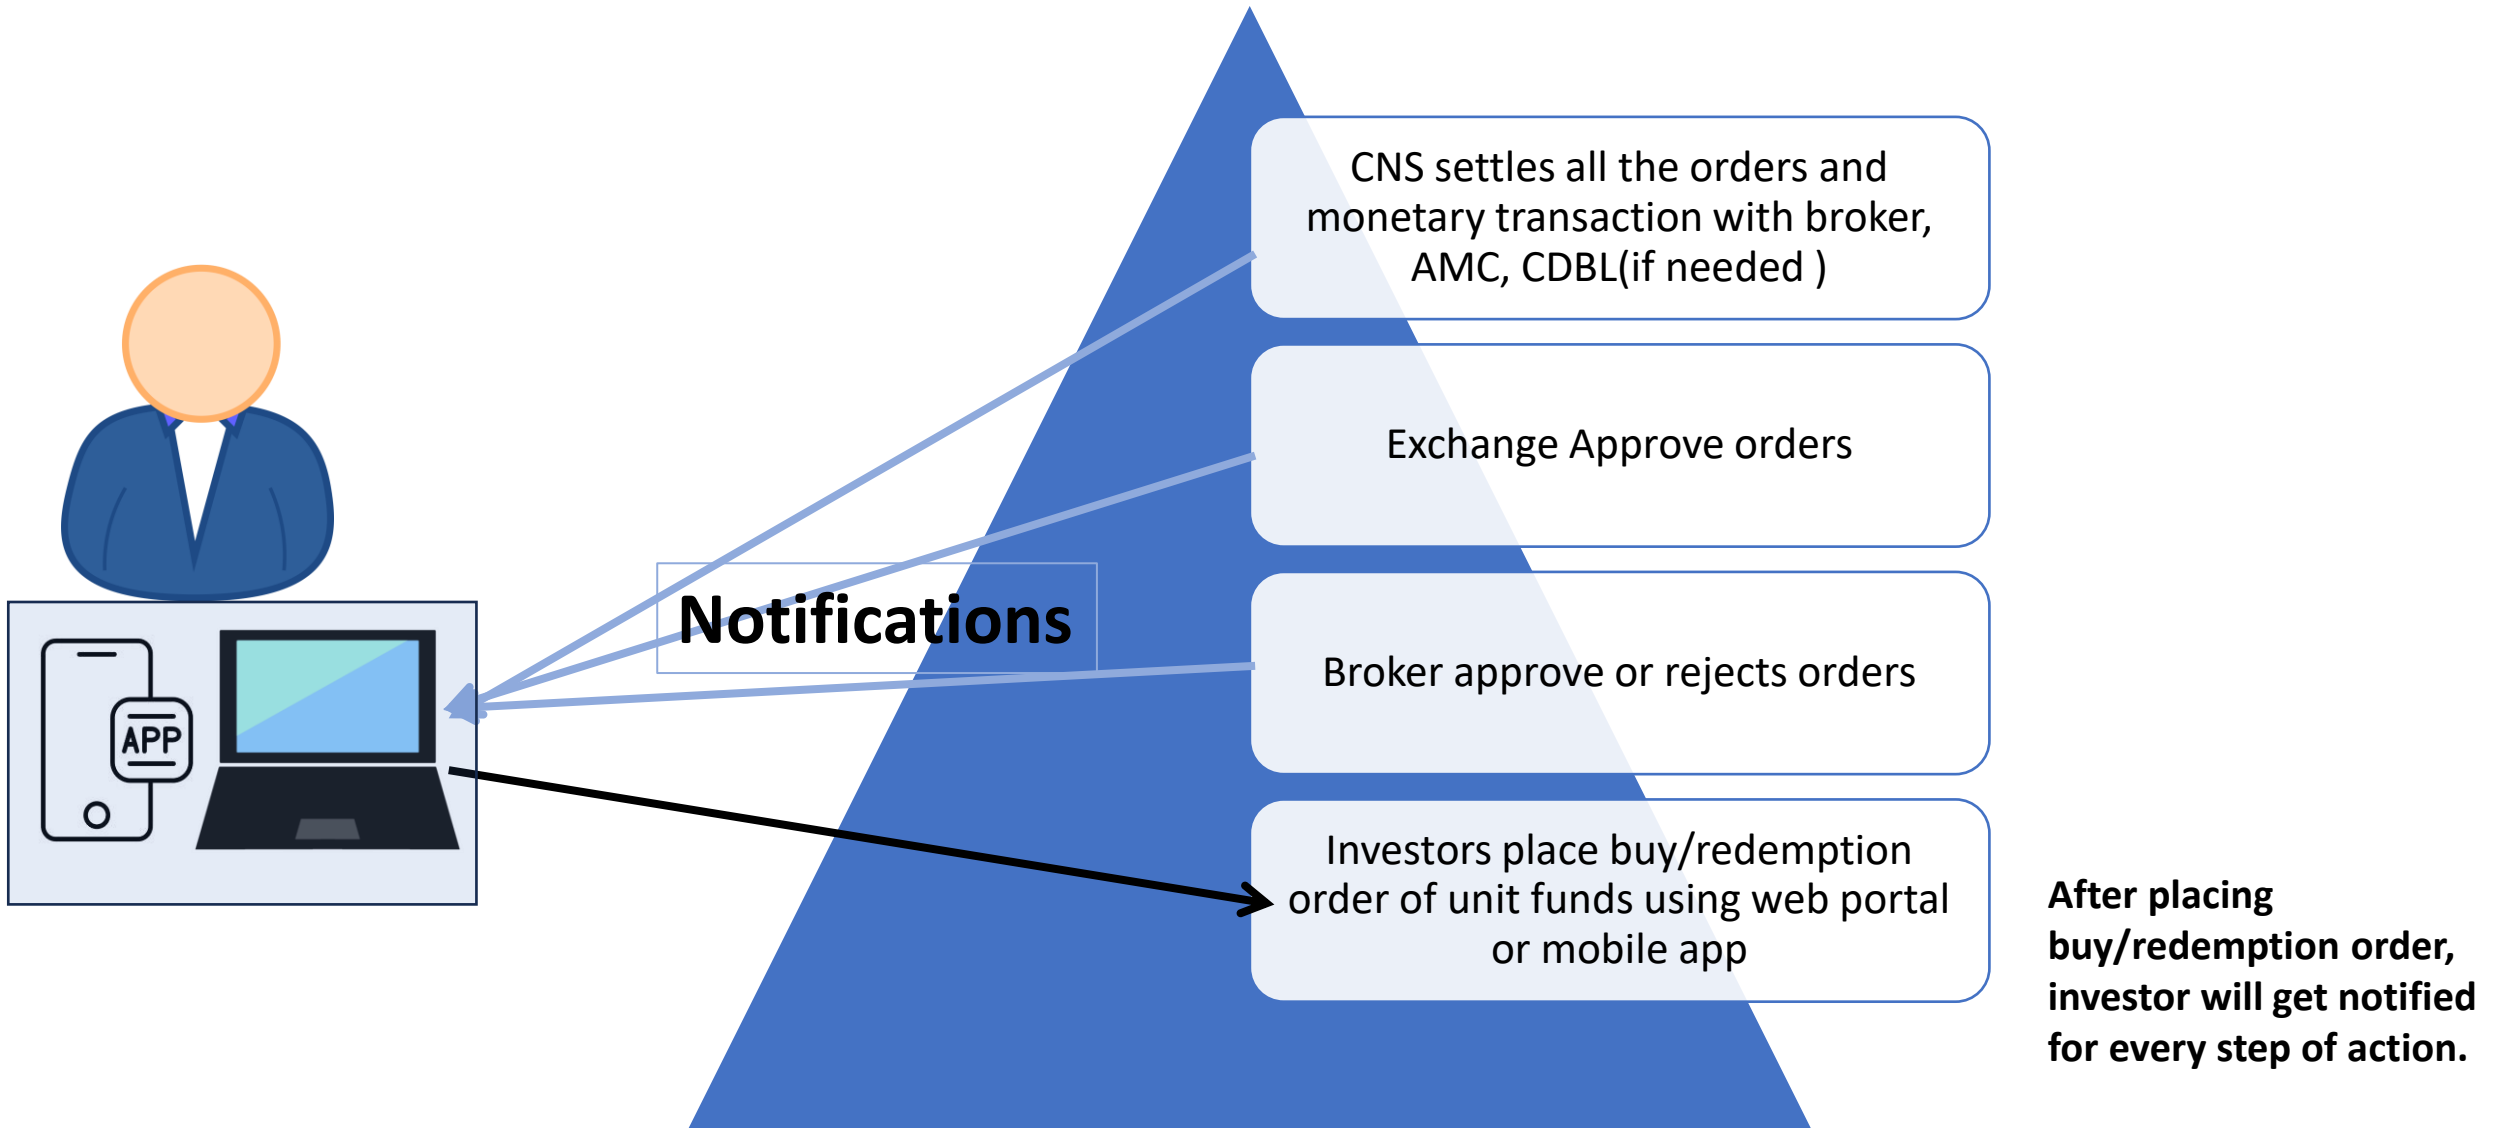 CNS settles all the orders and
monetary transaction with broker,
AMC, CDBL(if needed )
Exchange Approve orders
Notifications
Broker approve or rejects orders
APP
Investors place buy/redemption
order of unit funds using web portal
or mobile app
After placing
buy/redemption order,
investor will get notified
for every step of action.